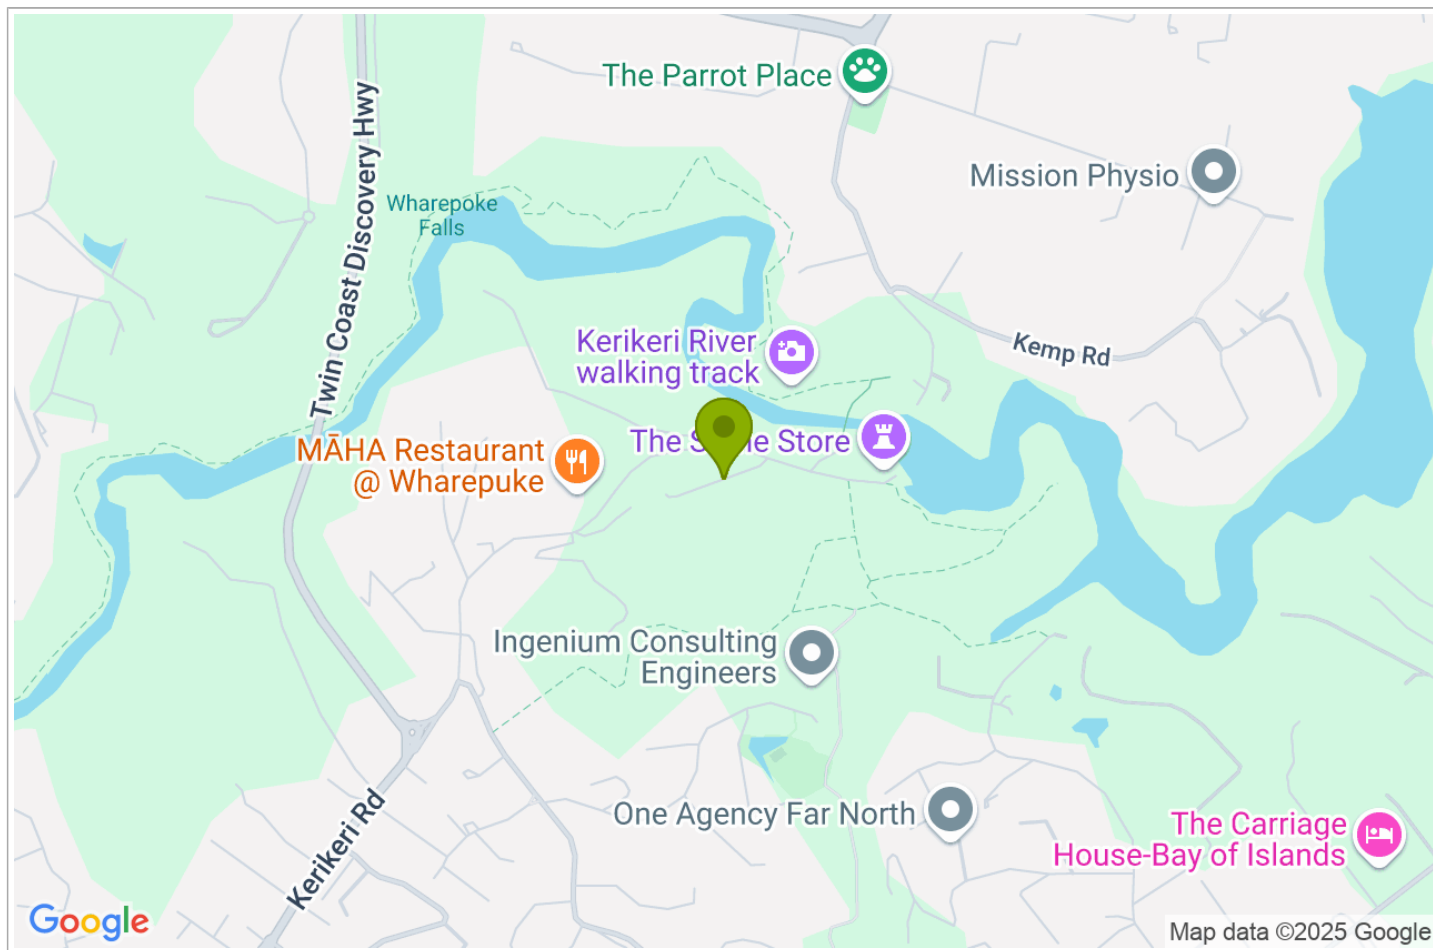 The Parrot Place
Twin Coast Discovery Hwy
Mission Physio
Wharepoke
Falls
Kerikeri River
walking track
Kemp Rd
MĀHA Restaurant
@ Wharepuke
The Store
Ingenium Consulting
Engineers
Kerikeri Rd
One Agency Far North
The Carriage
House-Bay of Islands
Google
Map data ©2025 Google